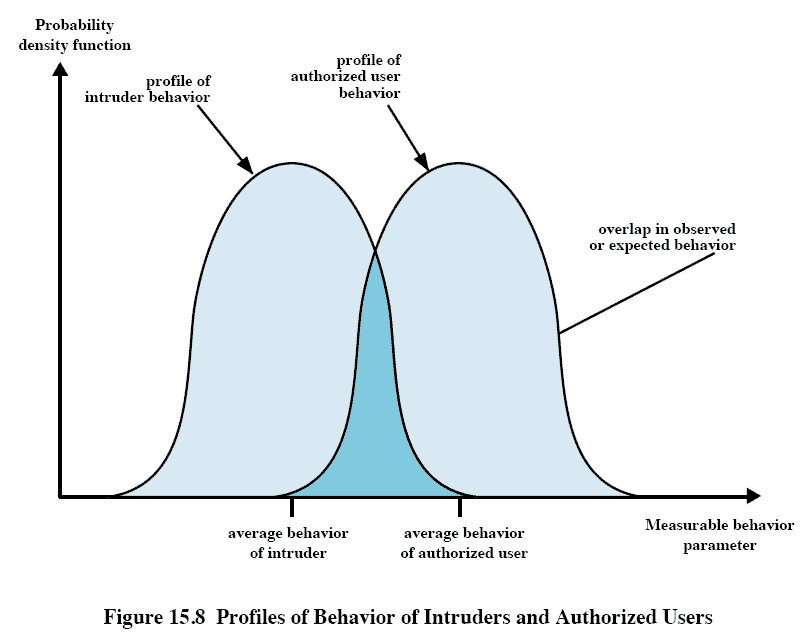 Probability
density function
profile of
intruder behavior
profile of
authorized user
behavior
overlap in observed
or expected behavior
average behavior
of intruder
average behavior
of authorized user
Measurable behavior
parameter
Figure 15.8 Profiles of Behavior of Intruders and Authorized Users